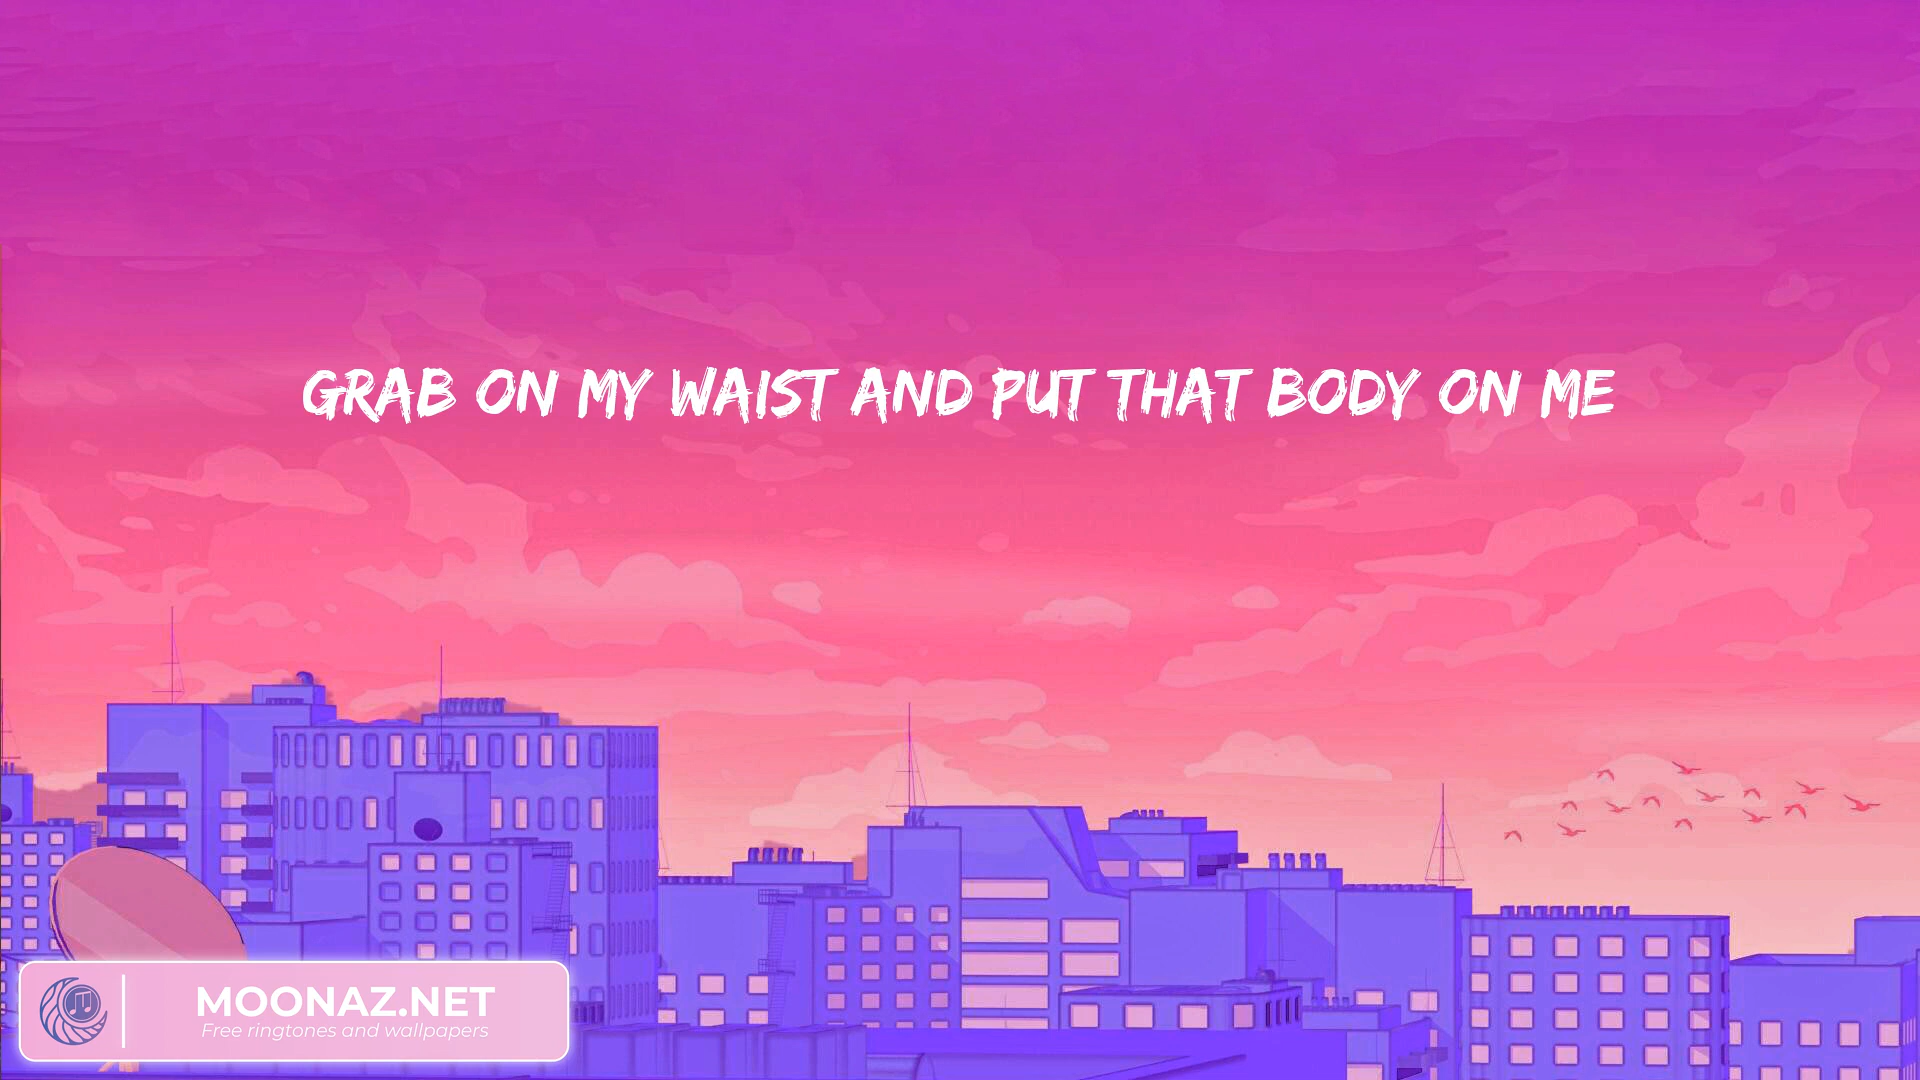 GRAB ON MY WAIST AND PUT THAT BODY ON ME
MOONAZ.NET
Free ringtones and wallpapers